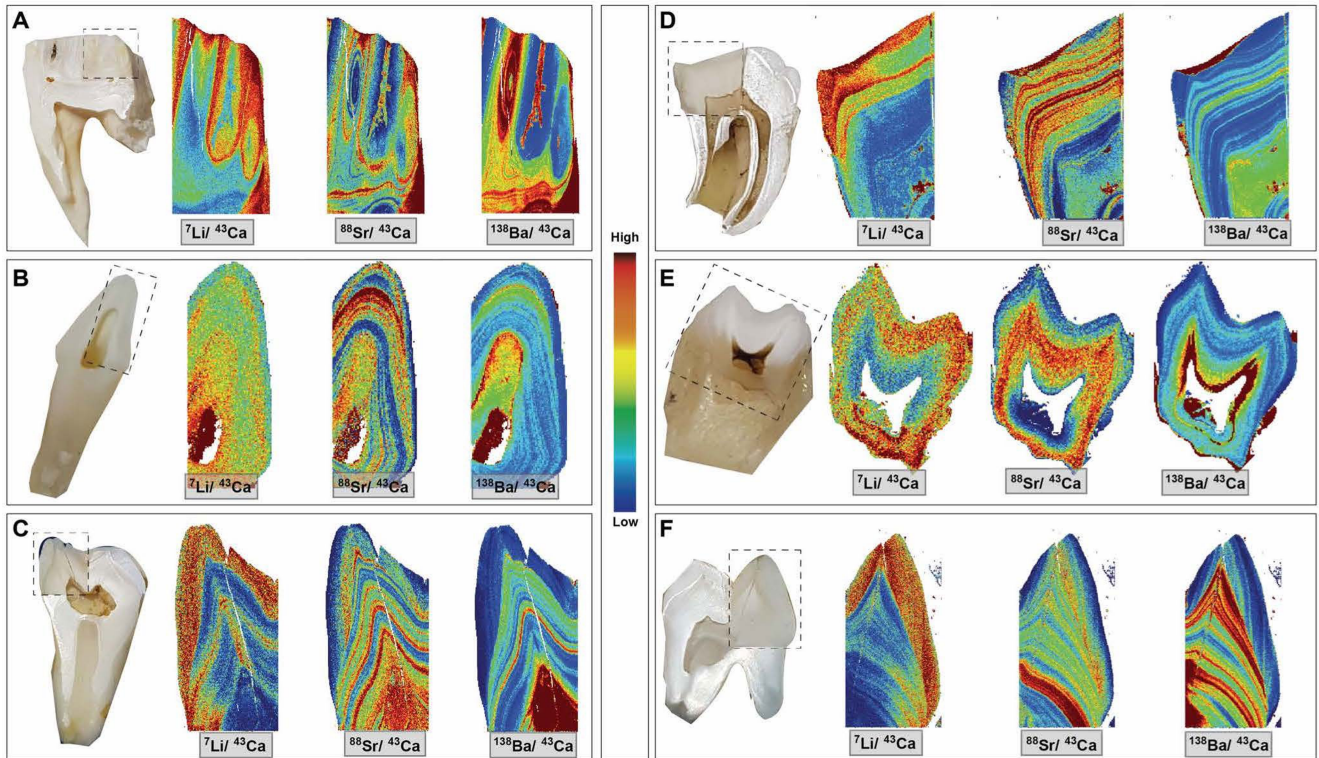 A
⁷Li/ ⁴³Ca
⁸⁸Sr/ ⁴³Ca
¹³⁸Ba/ ⁴³Ca
B
⁷Li/ ⁴³Ca
⁸⁸Sr/ ⁴³Ca
¹³⁸Ba/ ⁴³Ca
C
⁷Li/ ⁴³Ca
⁸⁸Sr/ ⁴³Ca
¹³⁸Ba/ ⁴³Ca
High
Low
D
⁷Li/ ⁴³Ca
⁸⁸Sr/ ⁴³Ca
¹³⁸Ba/ ⁴³Ca
E
⁷Li/ ⁴³Ca
⁸⁸Sr/ ⁴³Ca
¹³⁸Ba/ ⁴³Ca
F
⁷Li/ ⁴³Ca
⁸⁸Sr/ ⁴³Ca
¹³⁸Ba/ ⁴³Ca